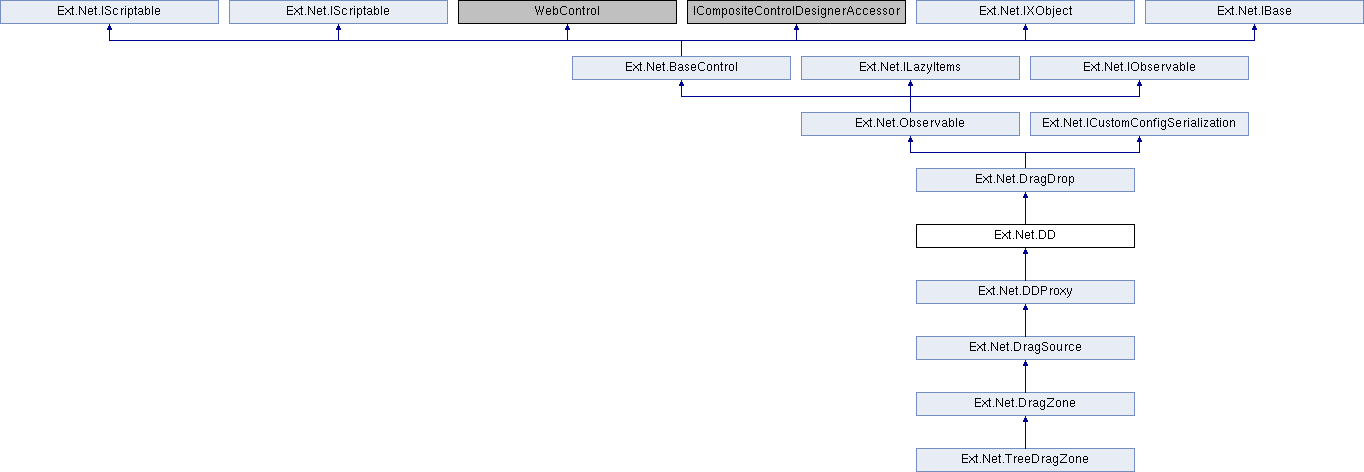 Ext.Net.IScriptable
Ext.Net.IScriptable
WebControl
ICompositeControlDesignerAccessor
Ext.Net.IXObject
Ext.Net.IBase
Ext.Net.BaseControl
Ext.Net.ILazyItems
Ext.Net.IObservable
Ext.Net.Observable
Ext.Net.ICustomConfigSerialization
Ext.Net.DragDrop
Ext.Net.DD
Ext.Net.DDProxy
Ext.Net.DragSource
Ext.Net.DragZone
Ext.Net.TreeDragZone